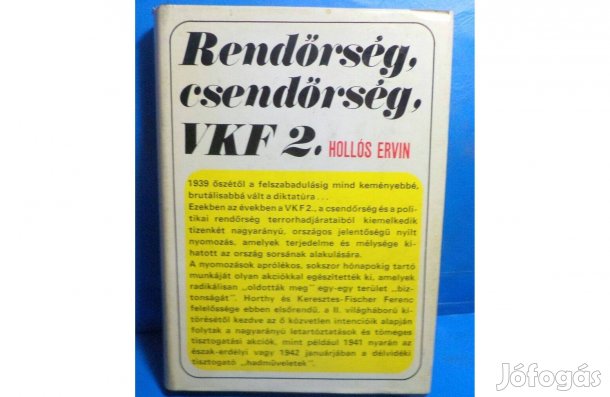 Rendőrség,
csendőrség,
VKF 2. HOLLÓS ERVIN
1939 őszétől a felszabadulásig mind keményebbé,
brutálisabbá vált a diktatúra . . .
Ezekben az években a VKF2., a csendőrség és a poli-
tikai rendőrség terrorhadjárataiból kiemelkedik
tizenkét nagyarányú, országos jelentőségű nyílt
nyomozás, amelyek terjedelme és mélysége ki-
hatott az ország sorsának alakulására.
A nyomozások aprólékos, sokszor hónapokig tartó
munkáját olyan akciókkal egészítették ki, amelyek
radikálisan „oldották meg" egy-egy terület „biz-
tonságát". Horthy és Keresztes-Fischer Ferenc
felelőssége ebben elsőrendű, a II. világháború ki-
törésétől kezdve az ő közvetlen intencióik alapján
folytak a nagyarányú letartóztatások és tömeges
tisztogatási akciók, mint például 1941 nyarán az
észak-erdélyi vagy 1942 januárjában a délvidéki
tisztogató „hadműveletek".
Jófogás